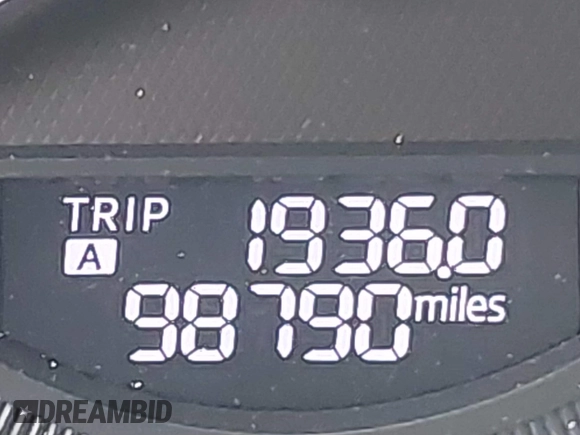 TRIP 1936.0
A
98790 miles
DREAMBID